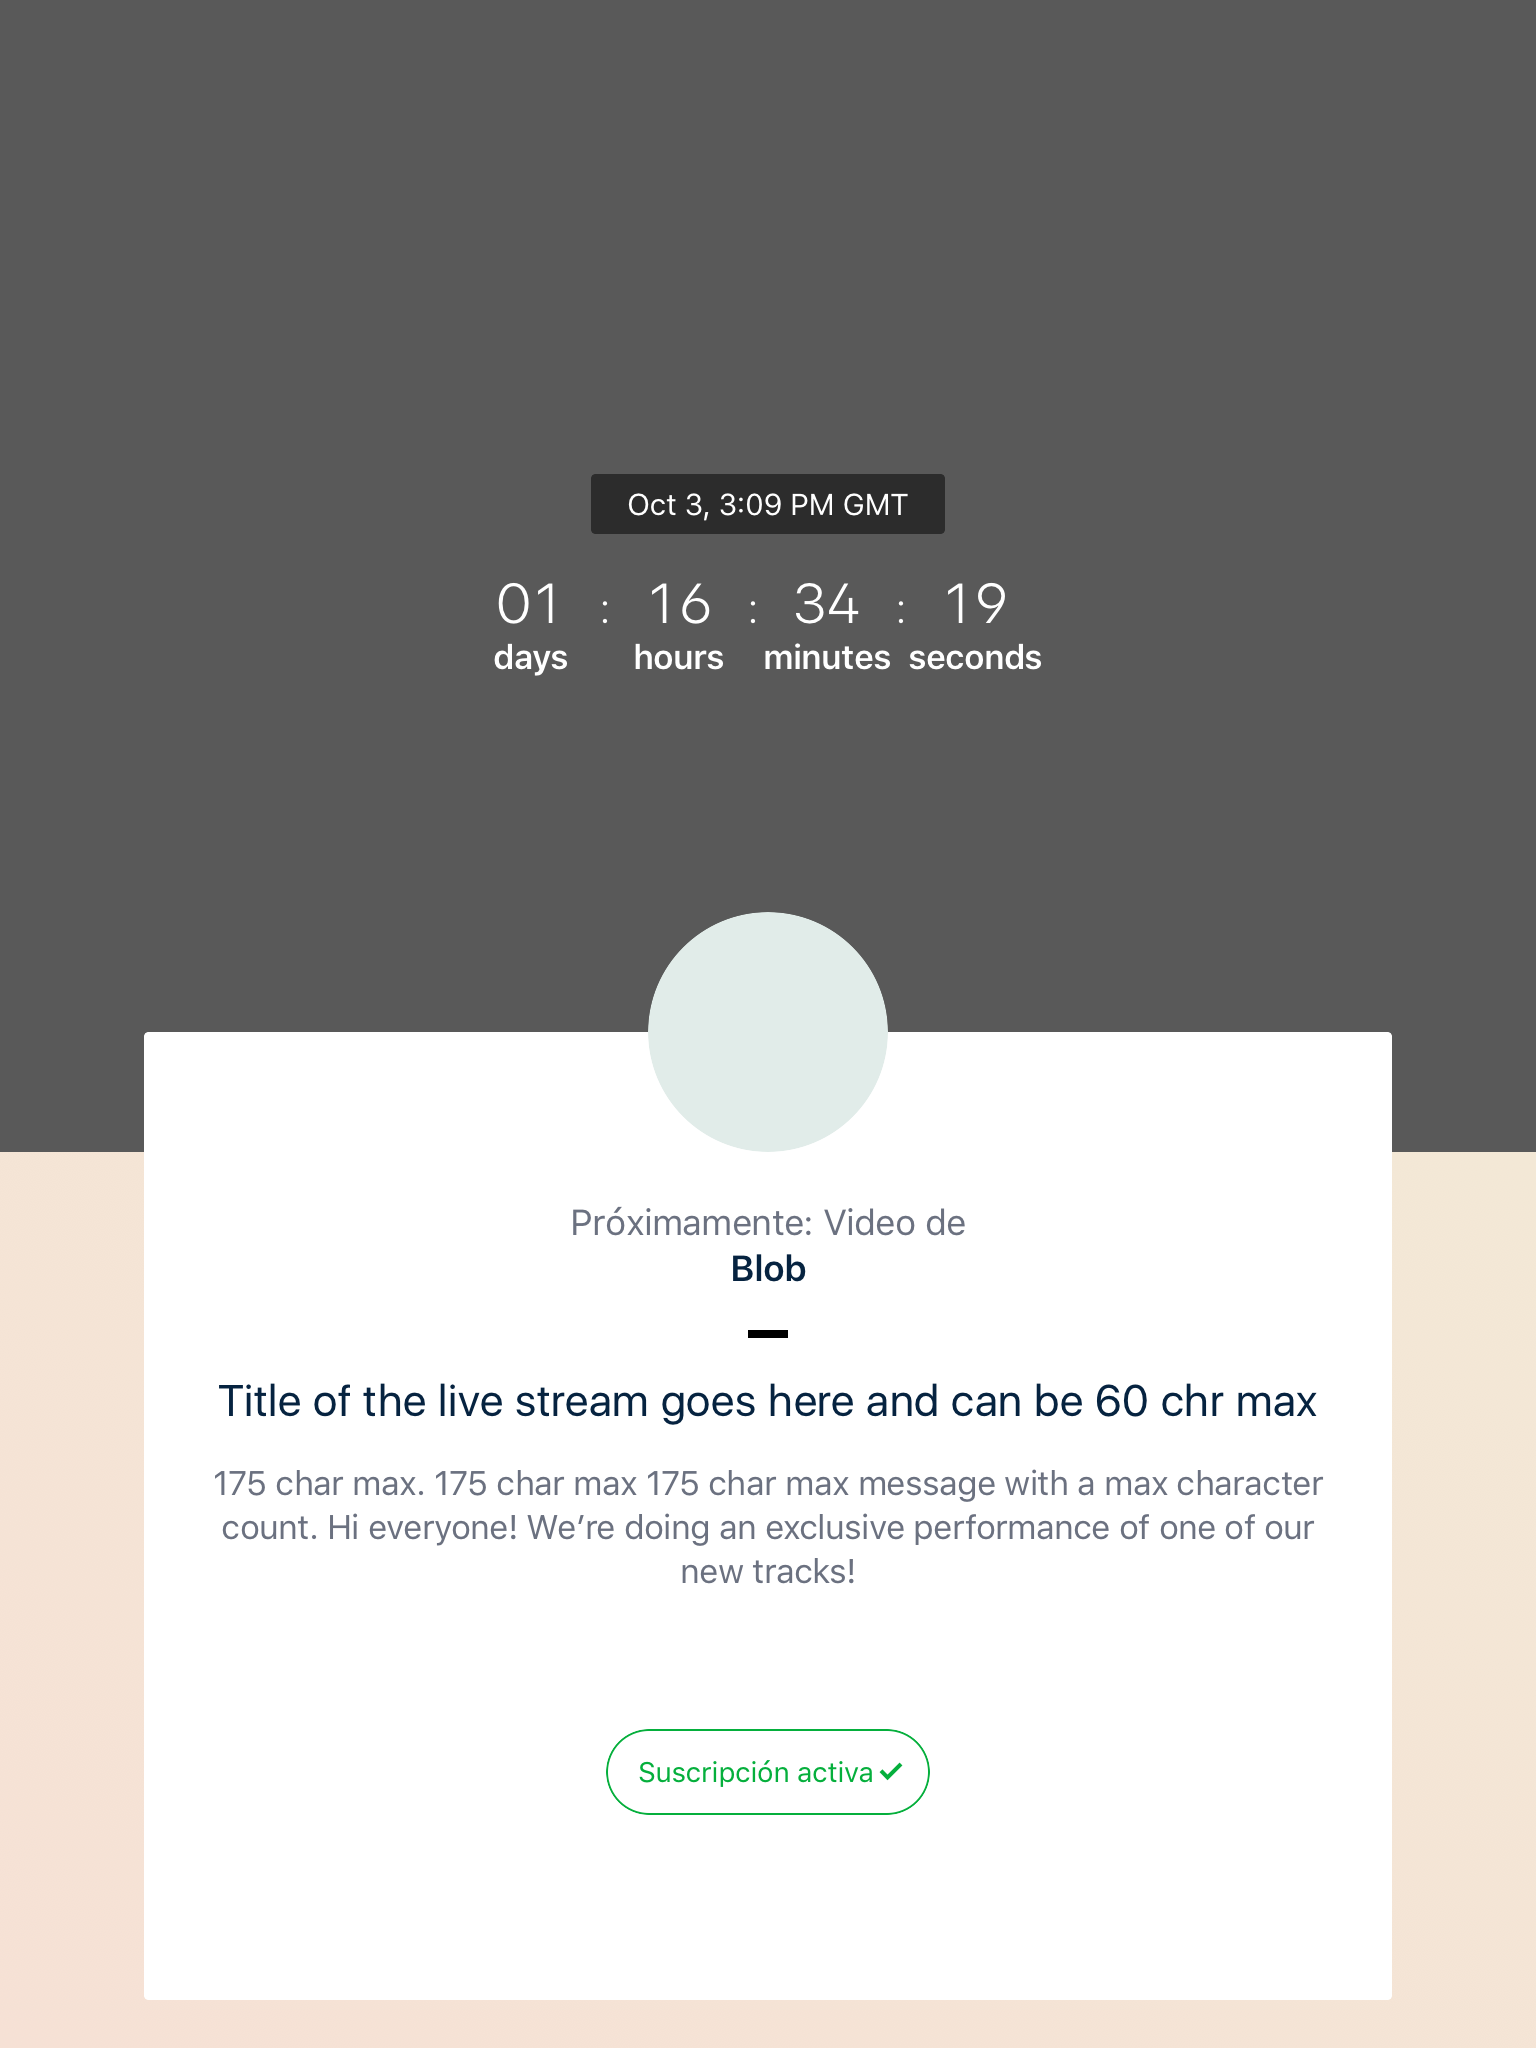 Oct 3, 3:09 PM GMT
01 : 16 : 34 : 19
days hours minutes seconds
Próximamente: Video de
Blob
Title of the live stream goes here and can be 60 chr max
175 char max. 175 char max 175 char max message with a max character
count. Hi everyone! We’re doing an exclusive performance of one of our
new tracks!
Suscripción activa